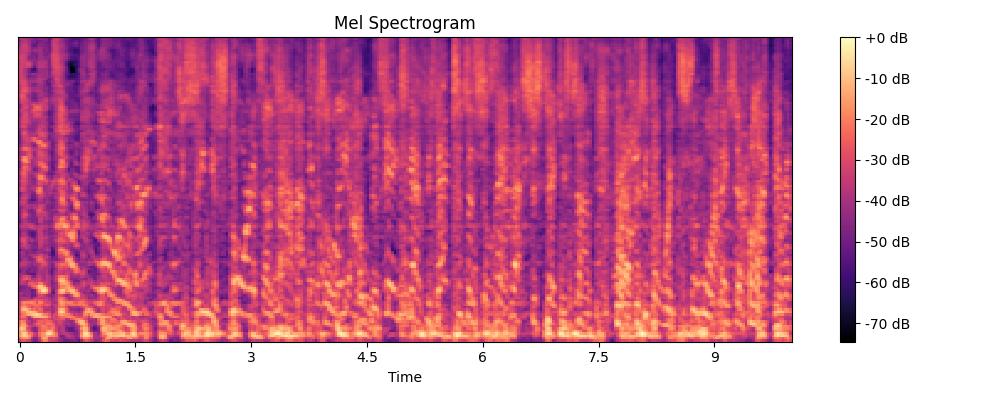 Mel Spectrogram
+0 dB
-10 dB
-20 dB
-30 dB
-40 dB
-50 dB
-60 dB
-70 dB
0
1.5
3
4.5
6
7.5
9
Time